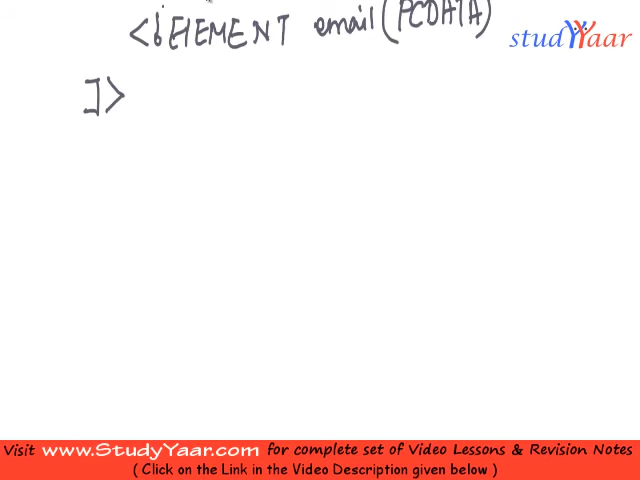 <!ELEMENT email(PCDATA)
studYYaar
]>
Visit www.StudyYaar.com for complete set of Video Lessons & Revision Notes
( Click on the Link in the Video Description given below )